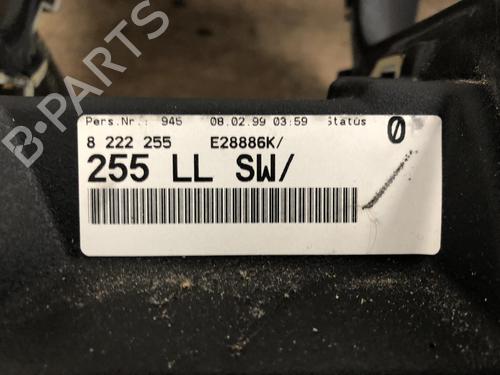 Pers.Nr.: 945 08.02.99 03:59 Status 0
8 222 255 E28886K/
255 LL SW/
B-Parts